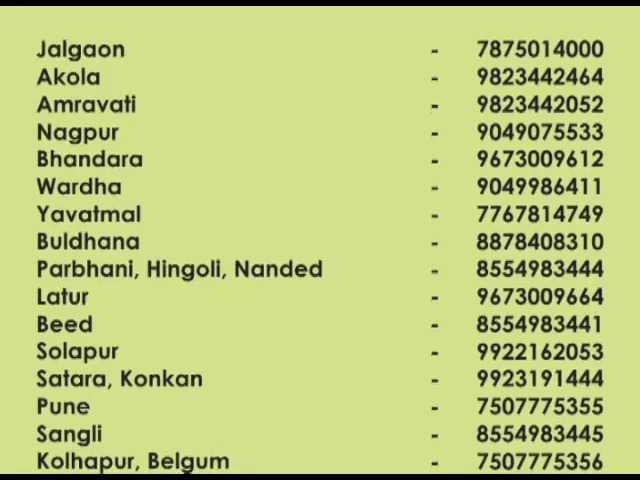 Jalgaon - 7875014000
Akola - 9823442464
Amravati - 9823442052
Nagpur - 9049075533
Bhandara - 9673009612
Wardha - 9049986411
Yavatmal - 7767814749
Buldhana - 8878408310
Parbhani, Hingoli, Nanded - 8554983444
Latur - 9673009664
Beed - 8554983441
Solapur - 9922162053
Satara, Konkan - 9923191444
Pune - 7507775355
Sangli - 8554983445
Kolhapur, Belgum - 7507775356